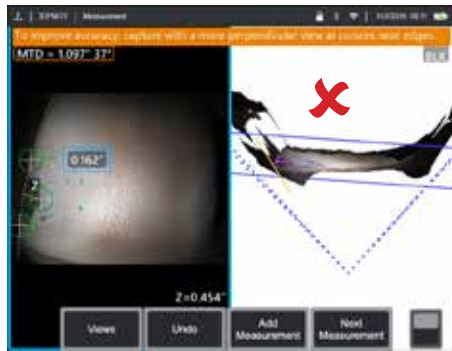 Measurement
To improve accuracy, capture with a more perpendicular view at cursors near edges.
MTD = 1.097" 37°
BLK
0.162"
Z
Z=0.454"
Views
Undo
Add
Measurement
Next
Measurement